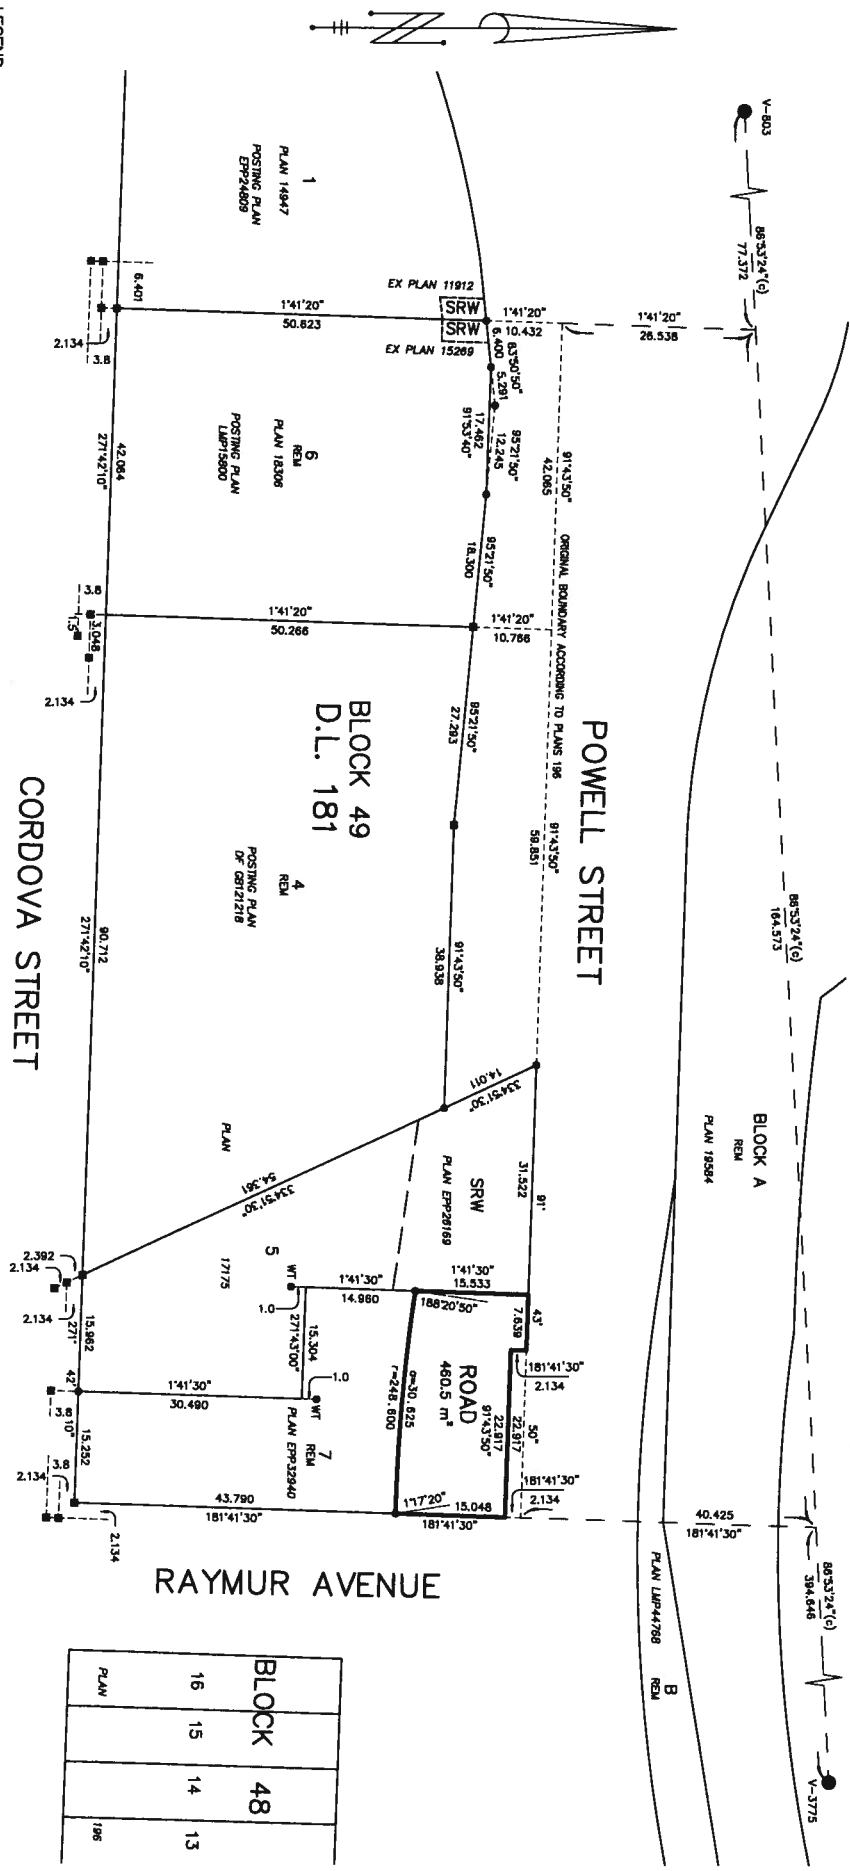 LEGEND
V-803
86°53'24"(c)
77.372
1°41'20"
26.538
86°53'24"(c)
164.573
86°53'24"(c)
394.646
V-3775
BLOCK A
REM
PLAN 19584
40.425
181°41'30"
B
REM
PLAN LMP44768
POWELL STREET
1
PLAN 14947
POSTING PLAN
EPP24809
EX PLAN 11912
SRW
SRW
EX PLAN 15269
1°41'20"
10.432
6.400
83°50'50"
5.291
95°21'50"
12.245
17.462
91°53'40"
95°21'50"
18.300
91°43'50"
42.065
ORIGINAL BOUNDARY ACCORDING TO PLANS 196
91°43'50"
59.851
1°41'20"
10.766
95°21'50"
27.293
91°43'50"
38.938
14.011
334°51'30"
91°
31.522
43'
7.639
50"
22.917
91°43'50"
22.917
181°41'30"
2.134
181°41'30"
2.134
1°41'20"
50.623
6
REM
PLAN 18306
POSTING PLAN
LMP15800
1°41'20"
50.266
BLOCK 49
D.L. 181
4
REM
POSTING PLAN
OF GB121218
PLAN
17175
5
54.361
334°51'30"
SRW
PLAN EPP26169
1°41'30"
15.533
188°20'50"
ROAD
460.5 m²
a=30.625
r=248.600
1°17'20"
15.048
181°41'30"
1°41'30"
14.960
WT
1.0
15.304
271°43'00"
1.0
WT
1°41'30"
30.490
7
REM
PLAN EPP32940
43.790
181°41'30"
6.401
2.134
3.8
42.064
271°42'10"
3.8
3.048
1.5
2.134
90.712
271°42'10"
2.392
2.134
2.134
271°
15.962
42'
3.8
10"
15.252
3.8
2.134
2.134
CORDOVA STREET
RAYMUR AVENUE
BLOCK 48
16 15 14 13
PLAN 196